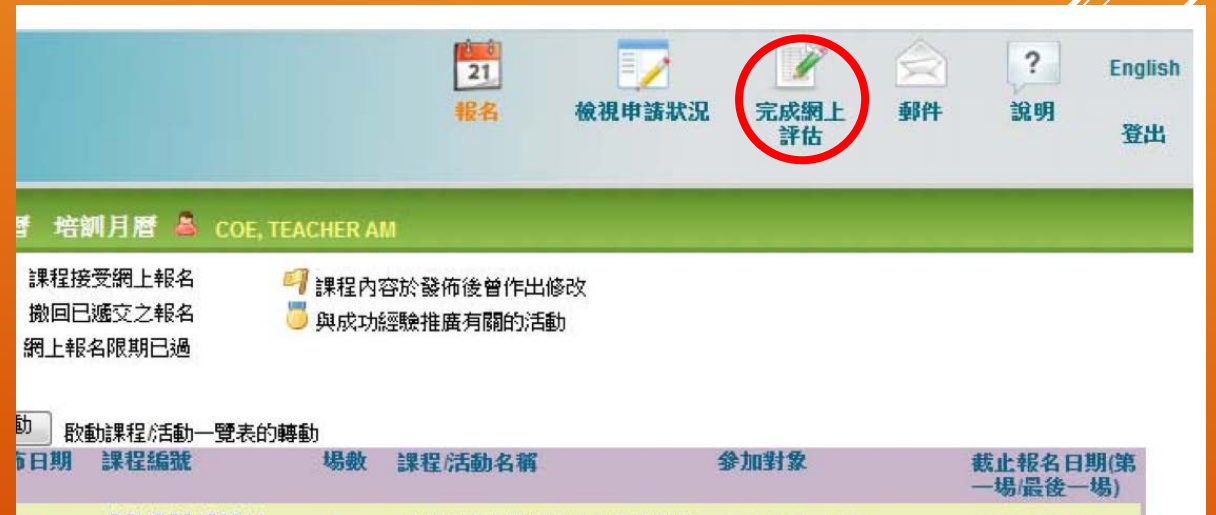 21
?
English
報名
檢視申請狀況
完成網上
評估
郵件
說明
登出
培訓月曆 COE, TEACHER AM
課程接受網上報名
課程內容於發佈後曾作出修改
撤回已遞交之報名
與成功經驗推廣有關的活動
網上報名限期已過
動 啟動課程/活動一覽表的轉動
日期 課程編號 場數 課程/活動名稱 參加對象 截止報名日期(第
一場/最後一場)